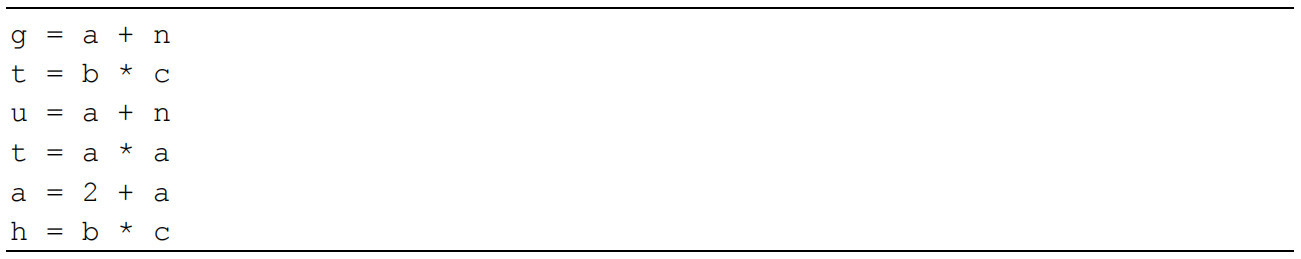 g = a + n
t = b * c
u = a + n
t = a * a
a = 2 + a
h = b * c